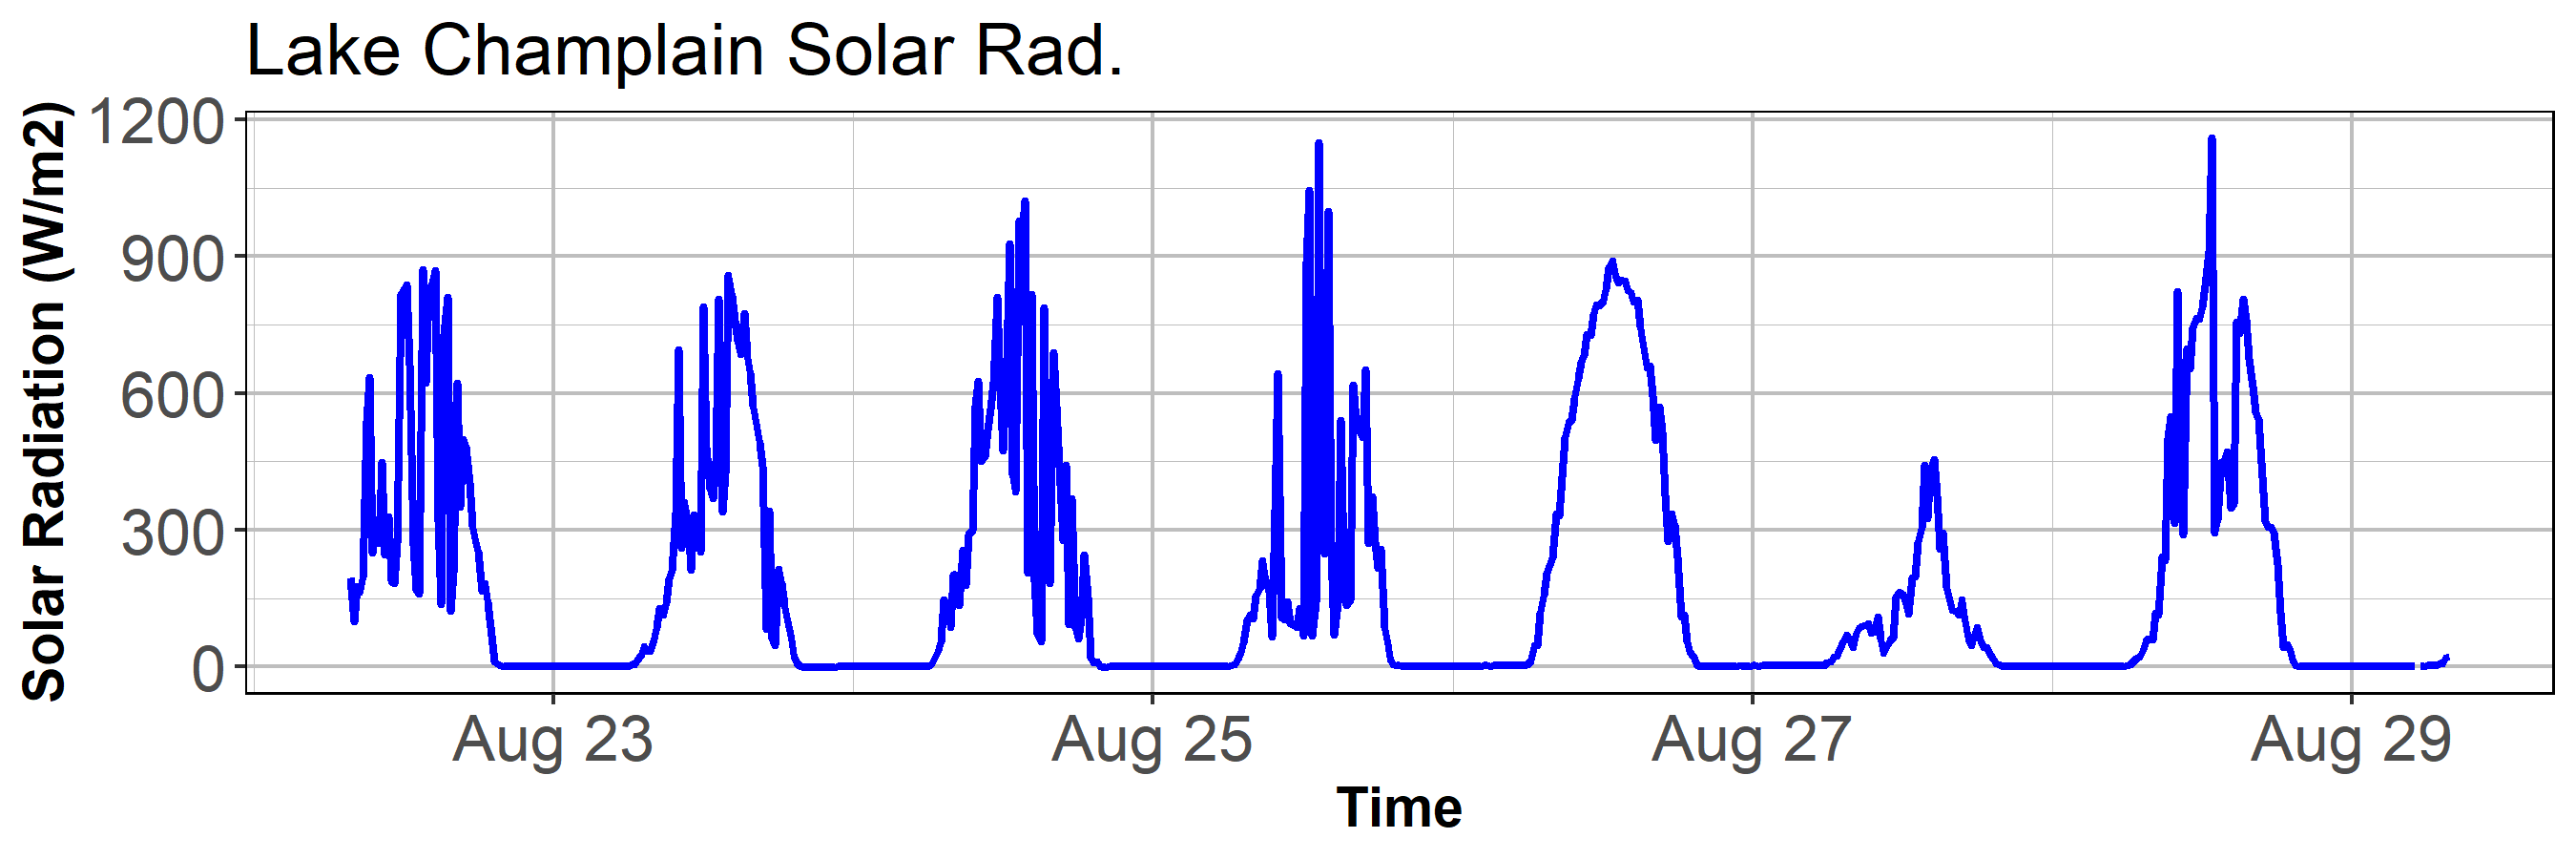 Lake Champlain Solar Rad.
Solar Radiation (W/m2)
1200
900
600
300
0
Aug 23 Aug 25 Aug 27 Aug 29
Time